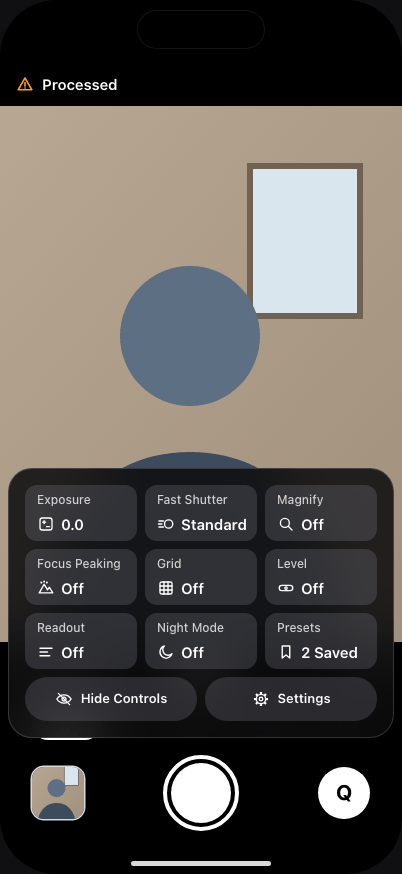 Processed
Exposure
0.0
Fast Shutter
Standard
Magnify
Off
Focus Peaking
Off
Grid
Off
Level
Off
Readout
Off
Night Mode
Off
Presets
2 Saved
Hide Controls
Settings
Q